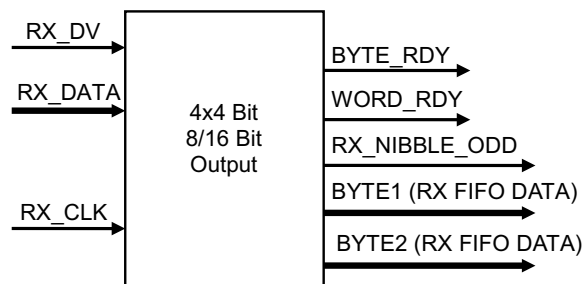 RX_DV
RX_DATA
RX_CLK
4x4 Bit
8/16 Bit
Output
BYTE_RDY
WORD_RDY
RX_NIBBLE_ODD
BYTE1 (RX FIFO DATA)
BYTE2 (RX FIFO DATA)